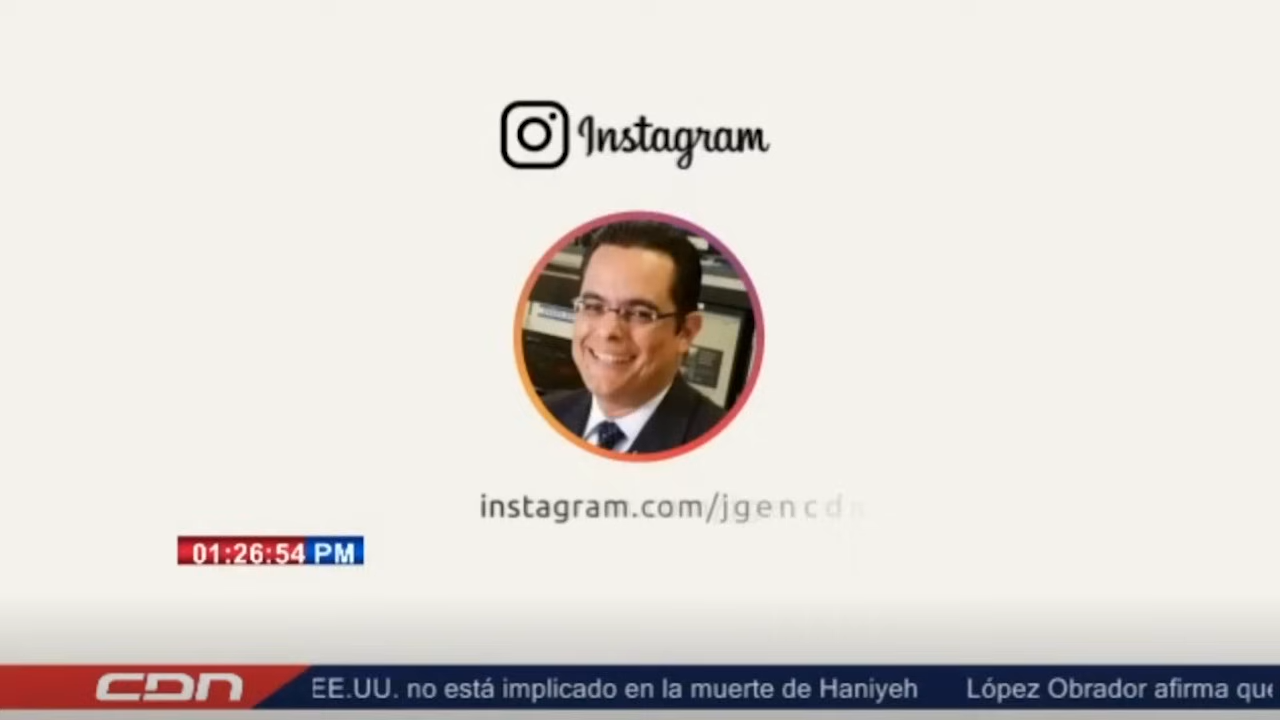 Instagram
instagram.com/jgencdn
01:26:54 PM
CDN EE.UU. no está implicado en la muerte de Haniyeh López Obrador afirma que